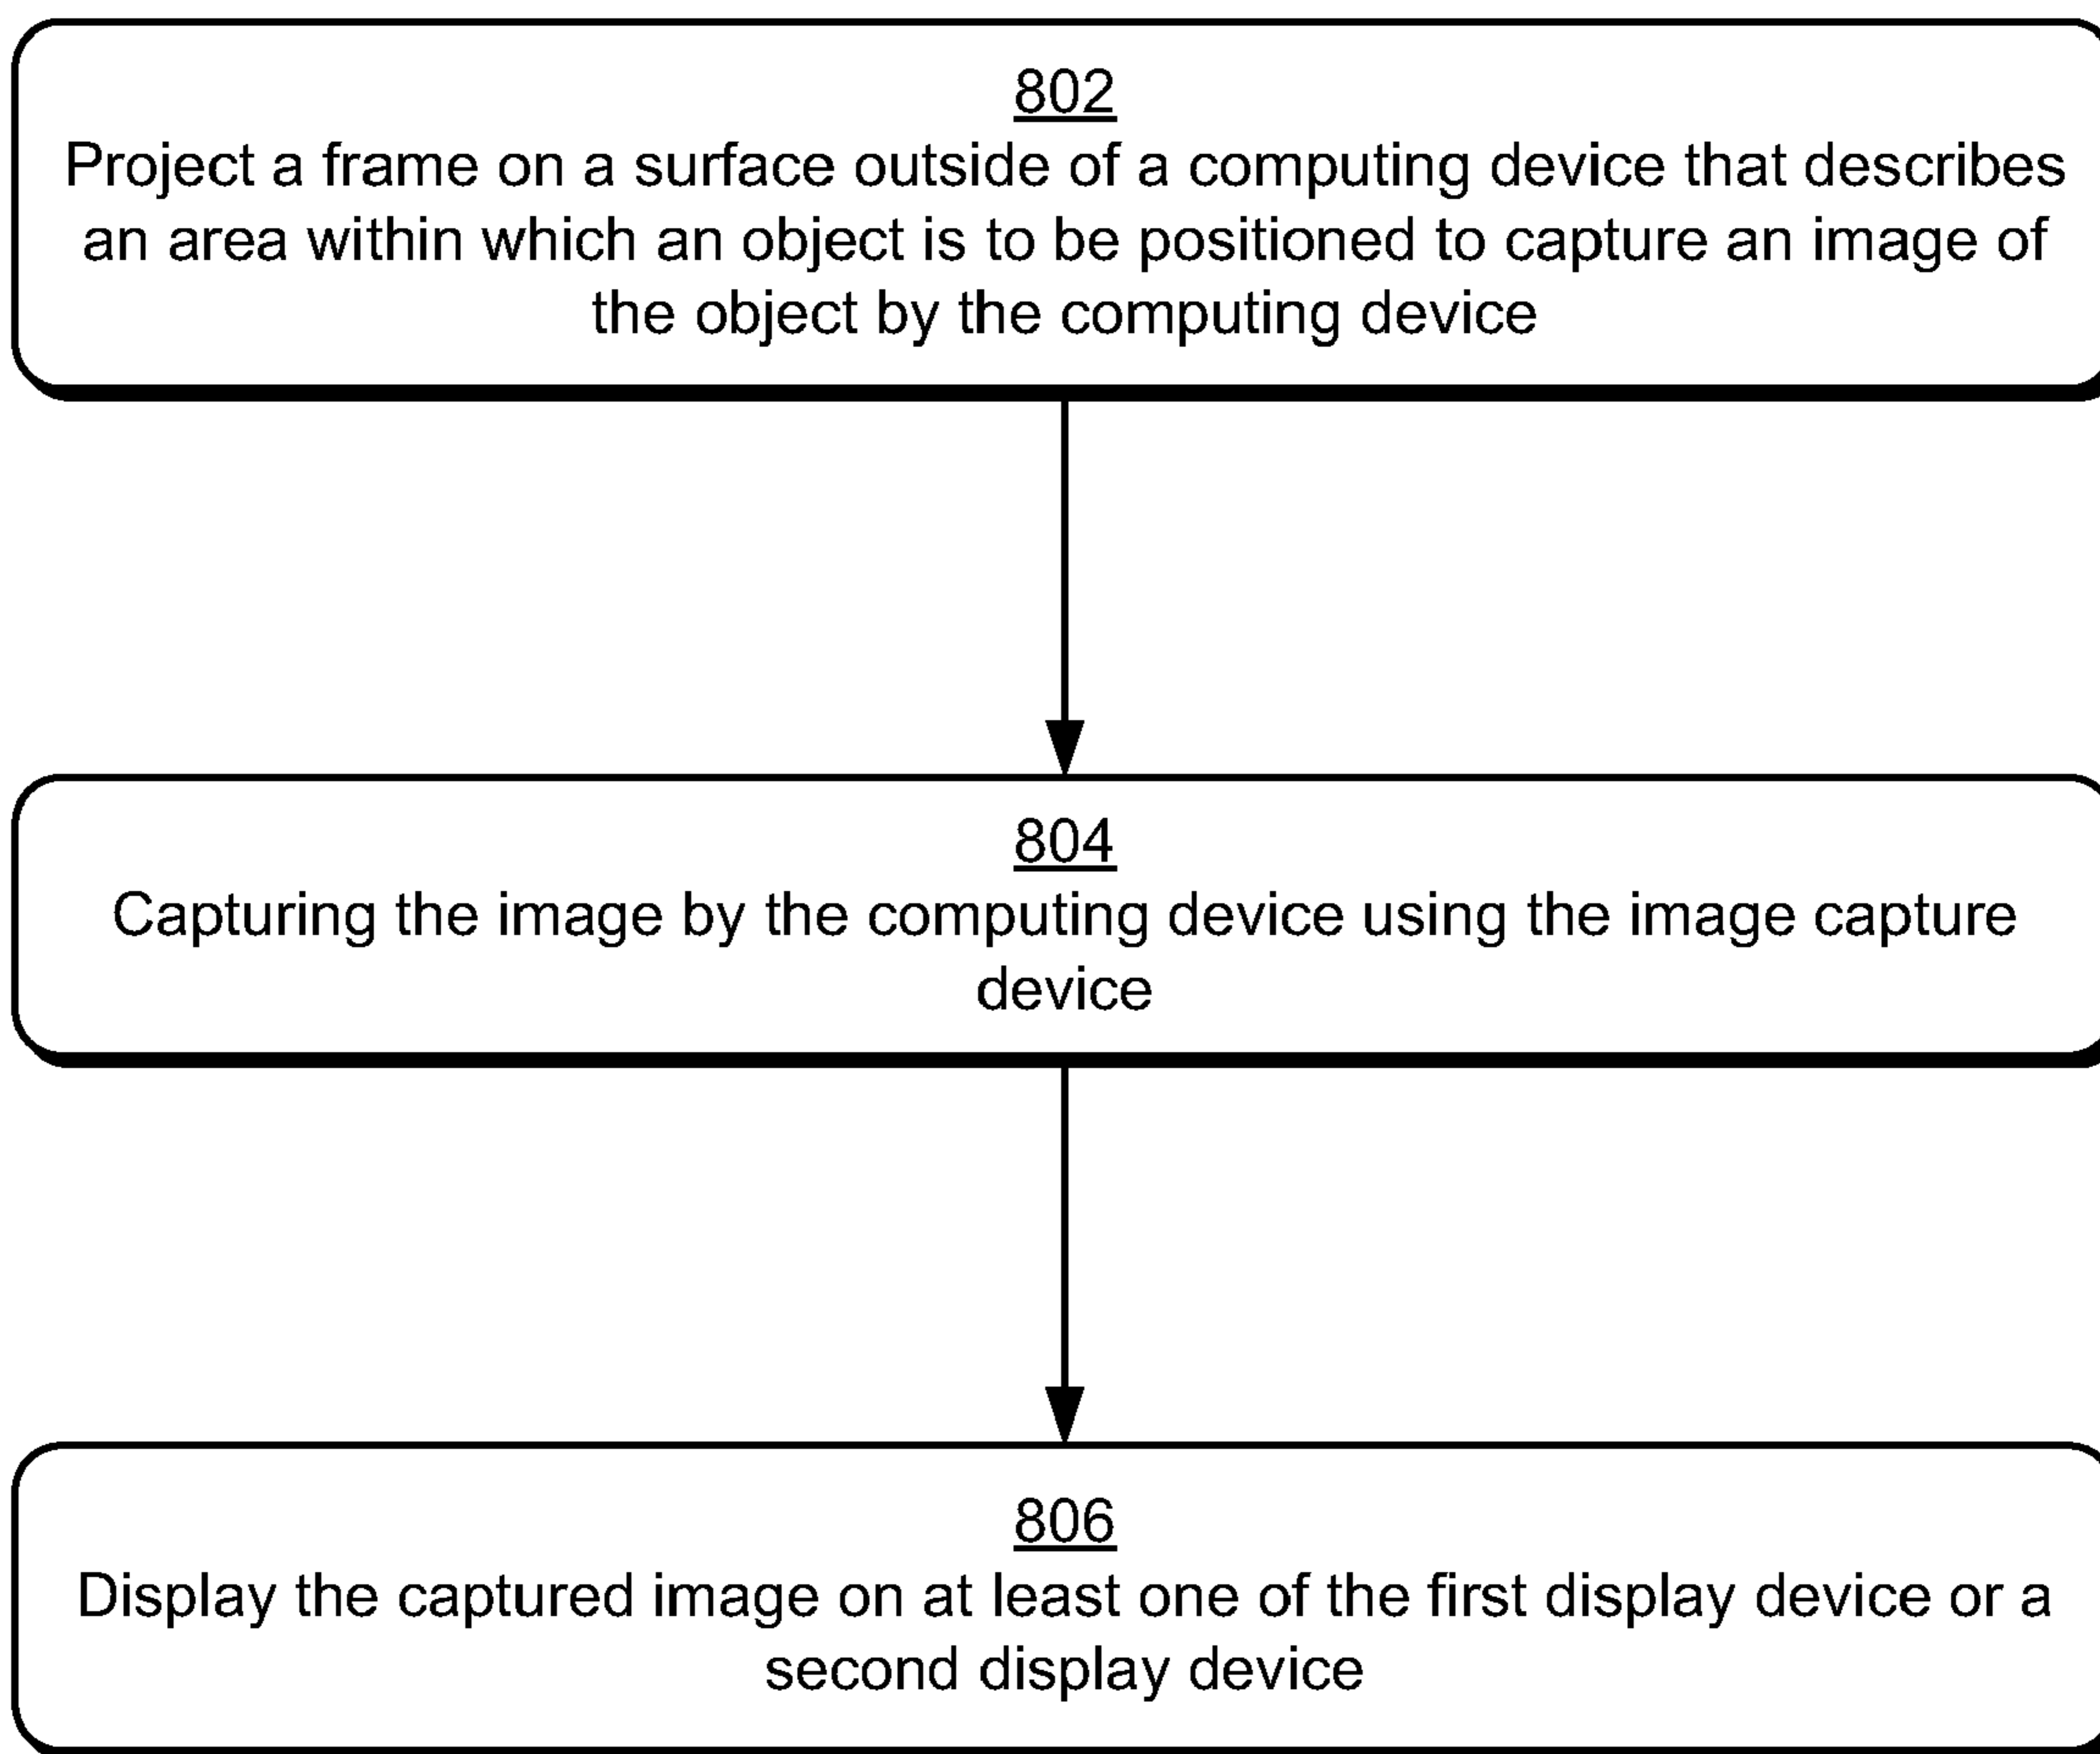 802
Project a frame on a surface outside of a computing device that describes
an area within which an object is to be positioned to capture an image of
the object by the computing device
804
Capturing the image by the computing device using the image capture
device
806
Display the captured image on at least one of the first display device or a
second display device